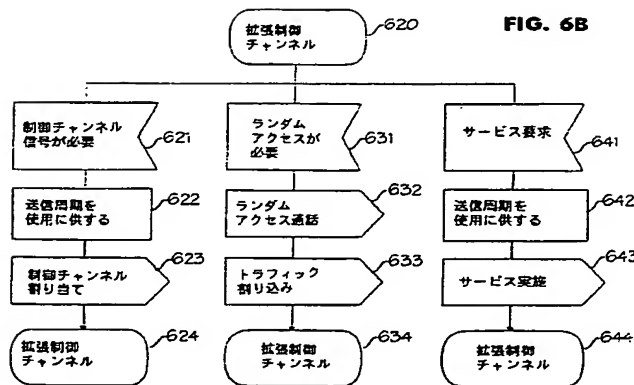 拡張制御
チャンネル
620
FIG. 6B
制御チャンネル
信号が必要
621
ランダム
アクセスが
必要
631
サービス要求
641
送信周期を
使用に供する
622
ランダム
アクセス通話
632
送信周期を
使用に供する
642
制御チャンネル
割り当て
623
トラフィック
割り込み
633
サービス実施
643
拡張制御
チャンネル
624
拡張制御
チャンネル
634
拡張制御
チャンネル
644